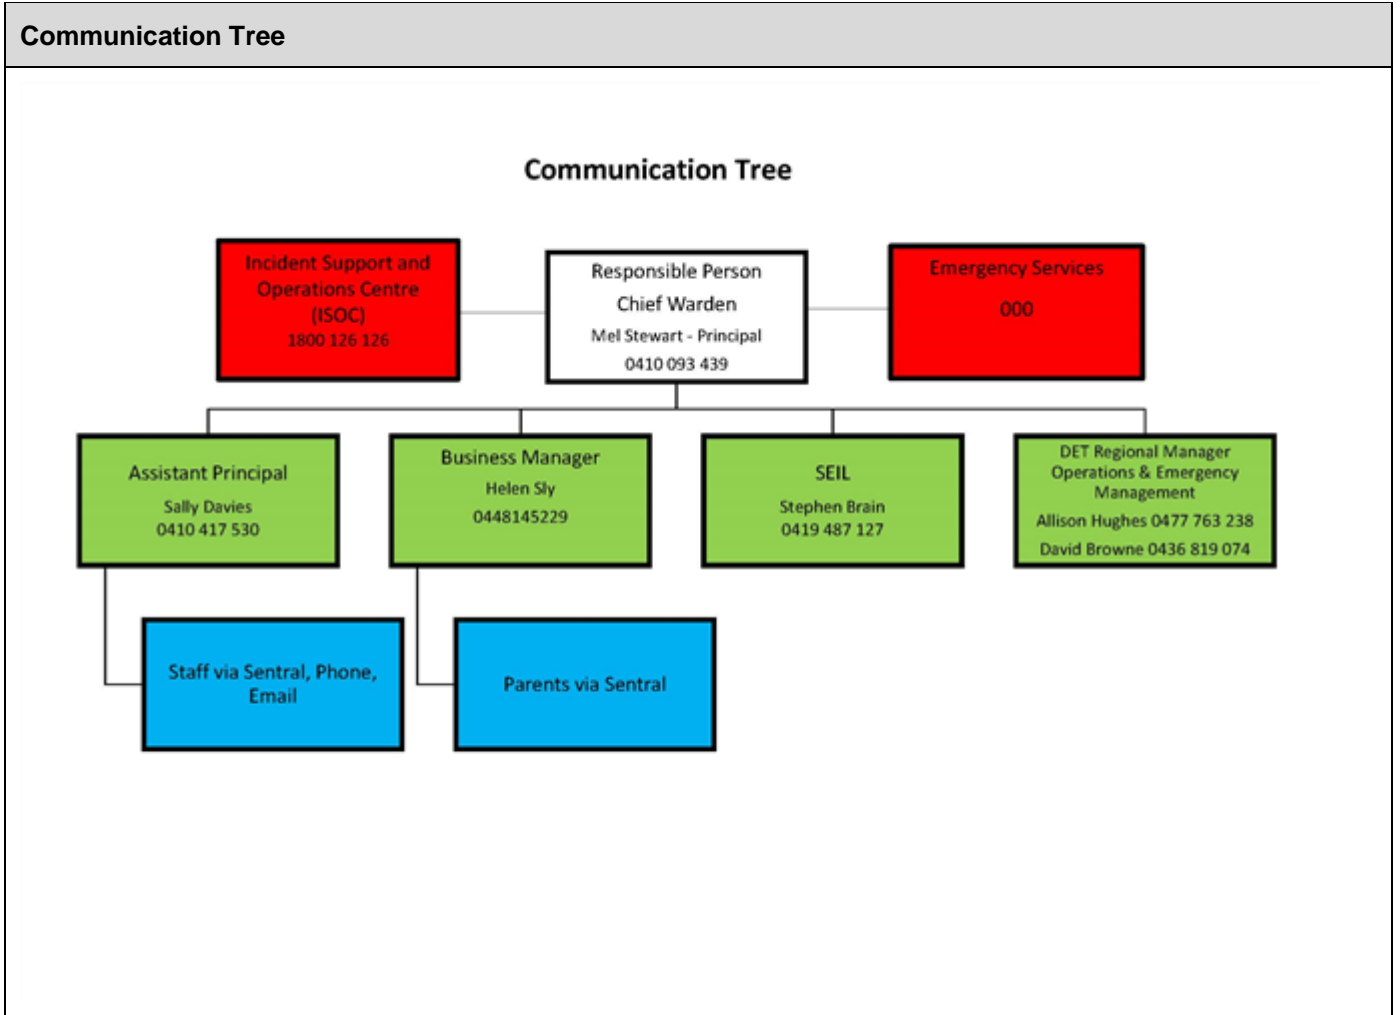 Communication Tree
Communication Tree
Incident Support and
Operations Centre
(ISOC)
1800 126 126
Responsible Person
Chief Warden
Mel Stewart - Principal
0410 093 439
Emergency Services
000
Assistant Principal
Sally Davies
0410 417 530
Business Manager
Helen Sly
0448145229
SEIL
Stephen Brain
0419 487 127
DET Regional Manager
Operations & Emergency
Management
Allison Hughes 0477 763 238
David Browne 0436 819 074
Staff via Sentral, Phone,
Email
Parents via Sentral